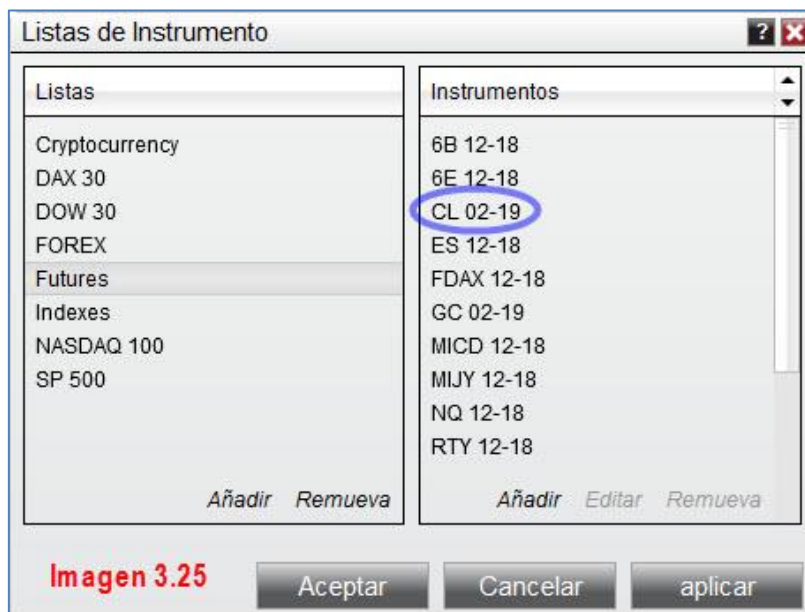 Listas de Instrumento
?
Listas
Cryptocurrency
DAX 30
DOW 30
FOREX
Futures
Indexes
NASDAQ 100
SP 500
Añadir Remueva
Instrumentos
6B 12-18
6E 12-18
CL 02-19
ES 12-18
FDAX 12-18
GC 02-19
MICD 12-18
MIJY 12-18
NQ 12-18
RTY 12-18
Añadir Editar Remueva
Imagen 3.25
Aceptar Cancelar aplicar